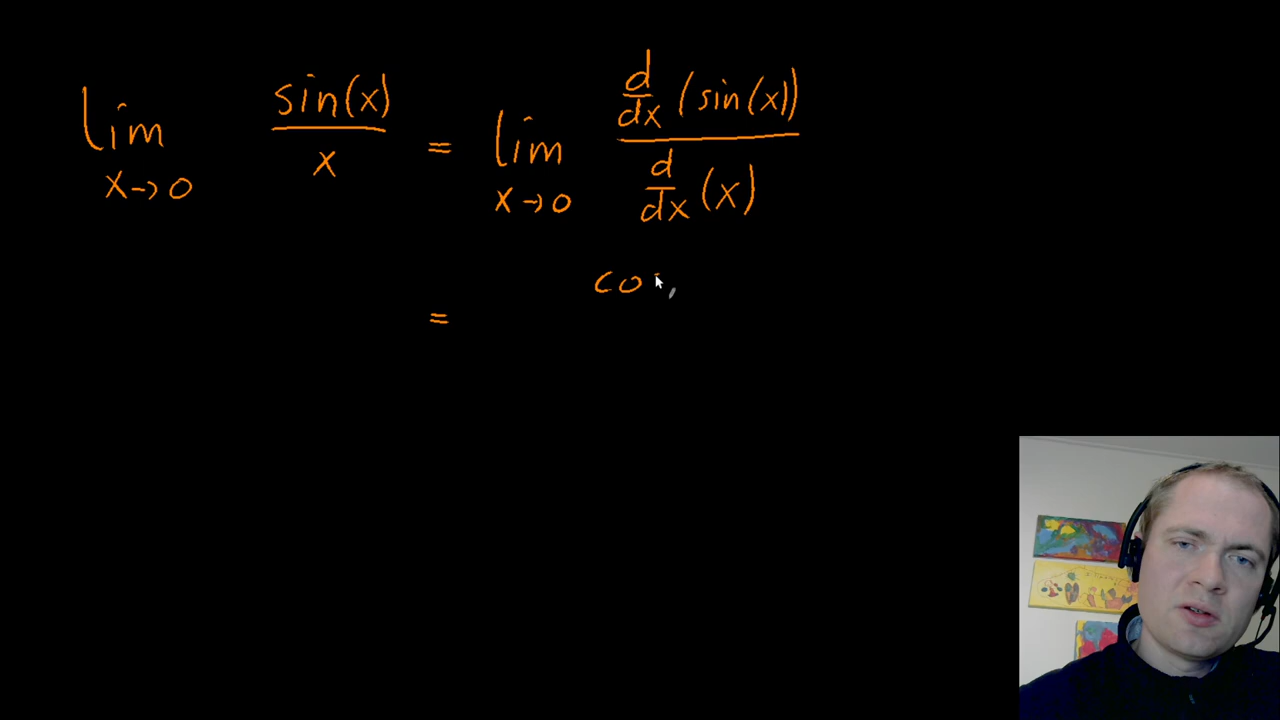 lim x→0 sin(x)/x = lim x→0 d/dx (sin(x)) / d/dx (x)
= co